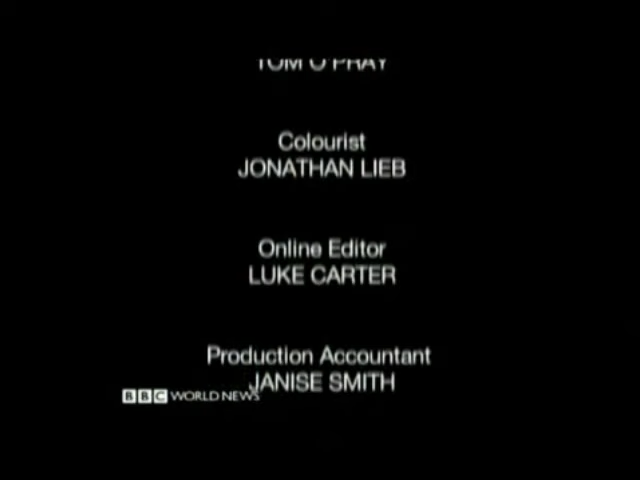 Colourist
JONATHAN LIEB
Online Editor
LUKE CARTER
Production Accountant
JANISE SMITH
BBC WORLD NEWS